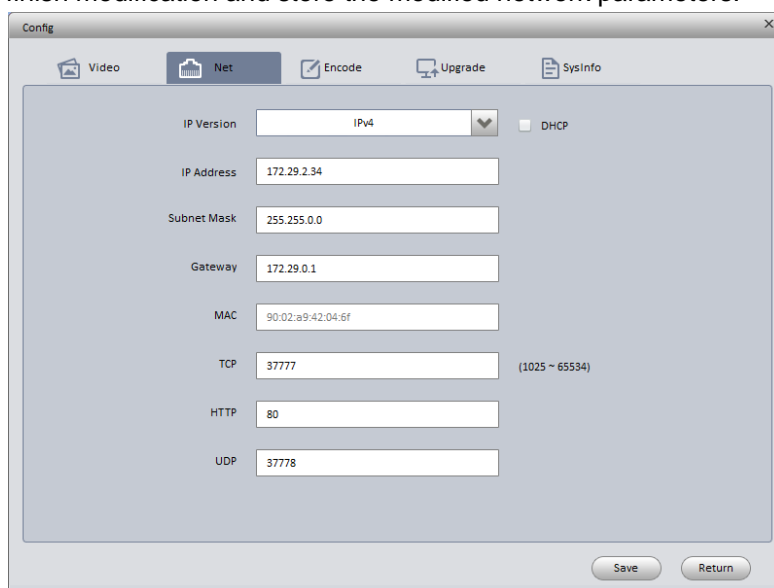 finish modification and store the modified network parameters.
Config
Video Net Encode Upgrade SysInfo
IP Version IPv4 DHCP
IP Address 172.29.2.34
Subnet Mask 255.255.0.0
Gateway 172.29.0.1
MAC 90:02:a9:42:04:6f
TCP 37777 (1025 ~ 65534)
HTTP 80
UDP 37778
Save Return